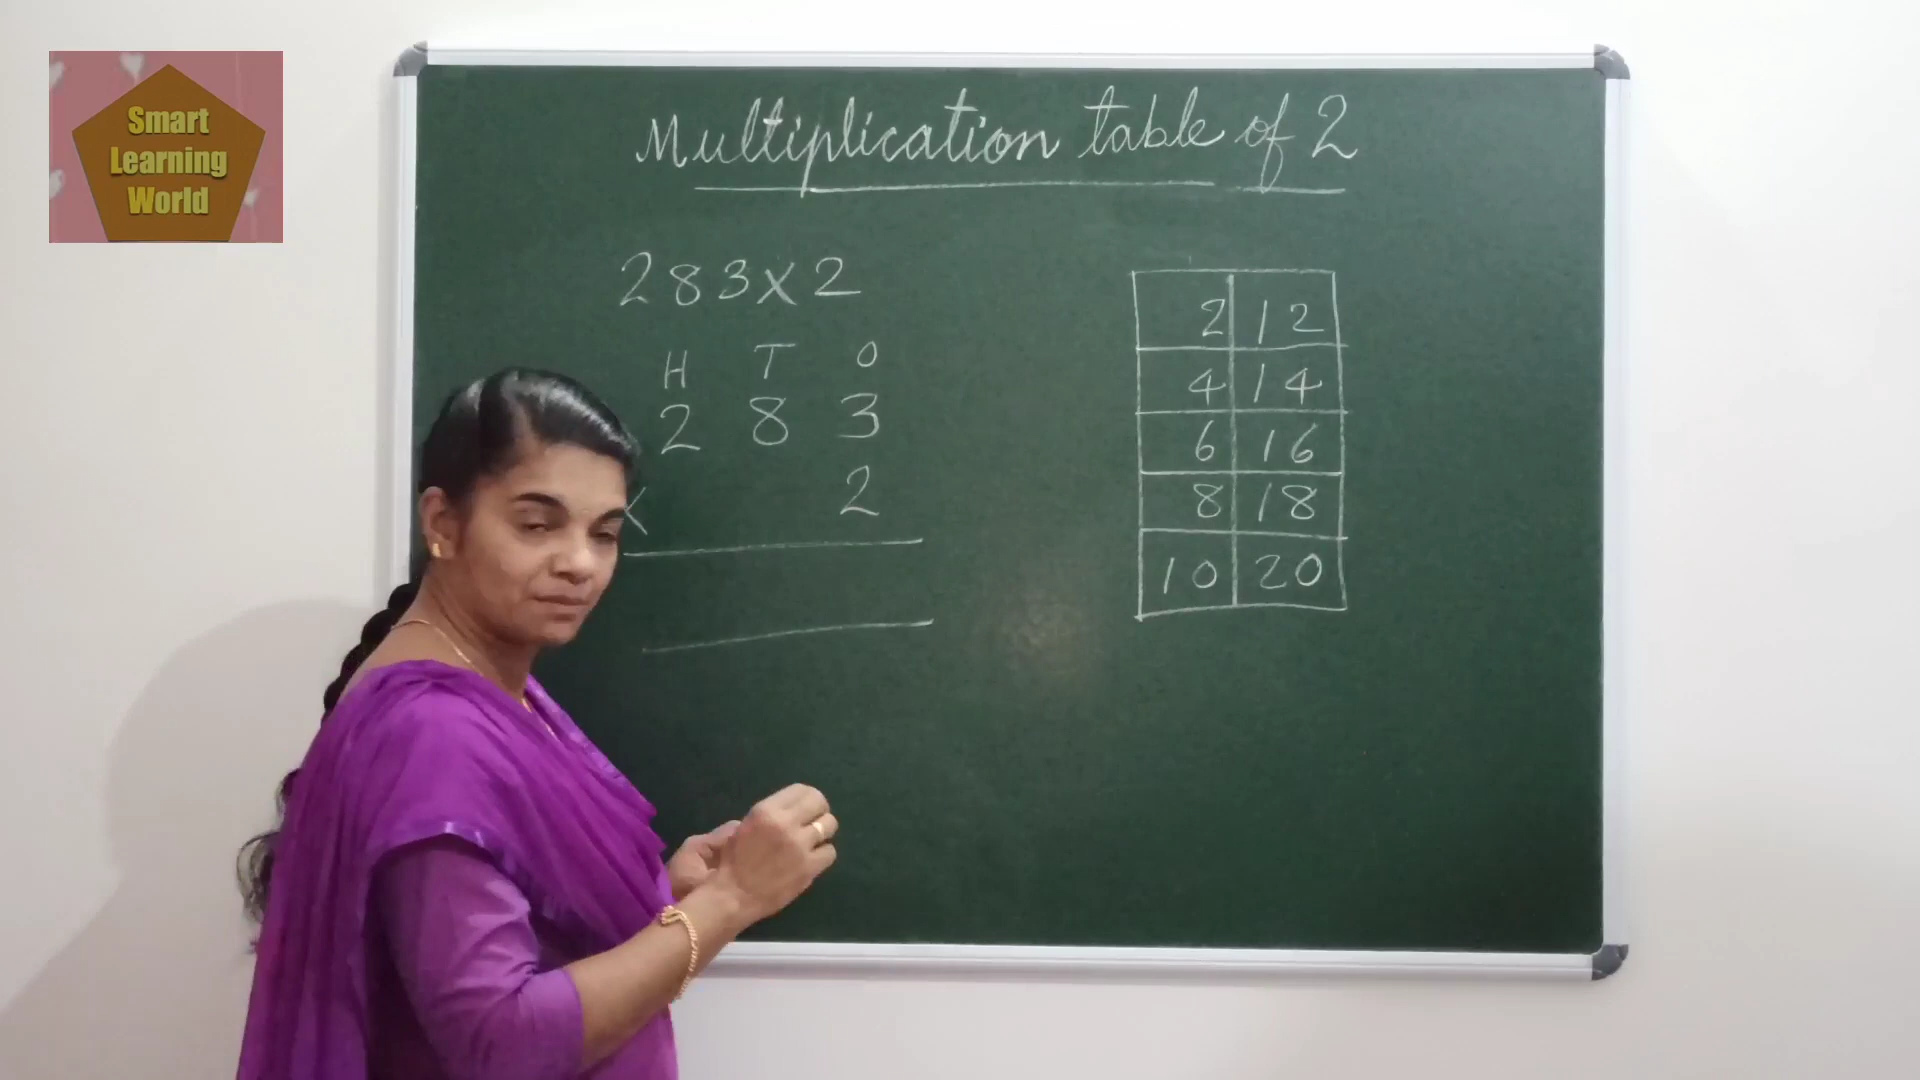 Smart
Learning
World
Multiplication table of 2
283x2
H T O
2 8 3
x 2
2 12
4 14
6 16
8 18
10 20